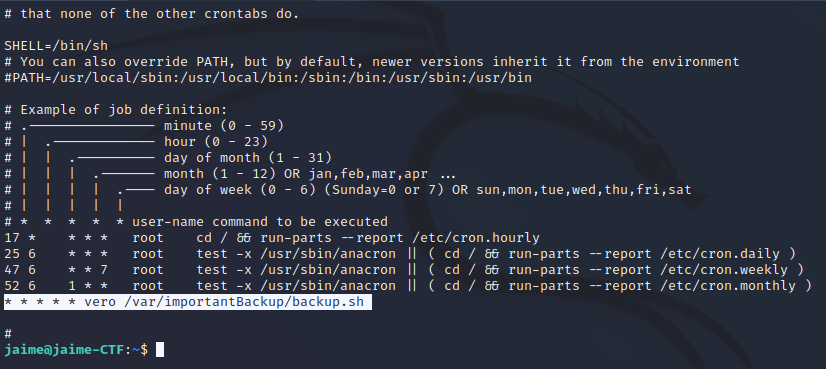 # that none of the other crontabs do.
SHELL=/bin/sh
# You can also override PATH, but by default, newer versions inherit it from the environment
#PATH=/usr/local/sbin:/usr/local/bin:/sbin:/bin:/usr/sbin:/usr/bin
# Example of job definition:
# .---------------- minute (0 - 59)
# |  .------------- hour (0 - 23)
# |  |  .---------- day of month (1 - 31)
# |  |  |  .------- month (1 - 12) OR jan,feb,mar,apr ...
# |  |  |  |  .---- day of week (0 - 6) (Sunday=0 or 7) OR sun,mon,tue,wed,thu,fri,sat
# |  |  |  |  |
# *  *  *  *  * user-name command to be executed
17 *    * * *   root    cd / && run-parts --report /etc/cron.hourly
25 6    * * *   root    test -x /usr/sbin/anacron || ( cd / && run-parts --report /etc/cron.daily )
47 6    * * 7   root    test -x /usr/sbin/anacron || ( cd / && run-parts --report /etc/cron.weekly )
52 6    1 * *   root    test -x /usr/sbin/anacron || ( cd / && run-parts --report /etc/cron.monthly )
* * * * * vero /var/importantBackup/backup.sh
#
jaime@jaime-CTF:~$